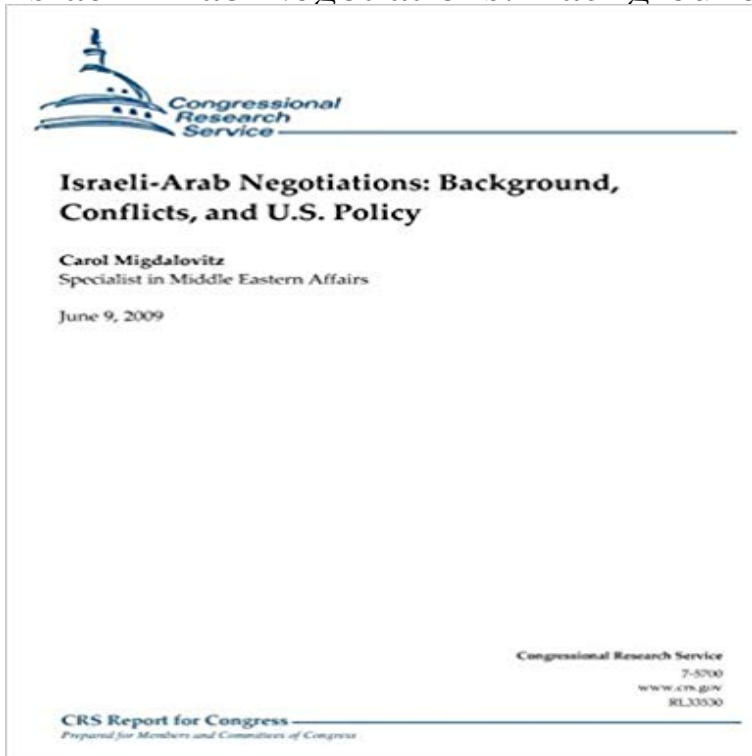 Congressional
Research
Service
Israeli-Arab Negotiations: Background,
Conflicts, and U.S. Policy
Carol Migdalovitz
Specialist in Middle Eastern Affairs
June 9, 2009
Congressional Research Service
7-5700
www.crs.gov
RL33530
CRS Report for Congress
Prepared for Members and Committees of Congress